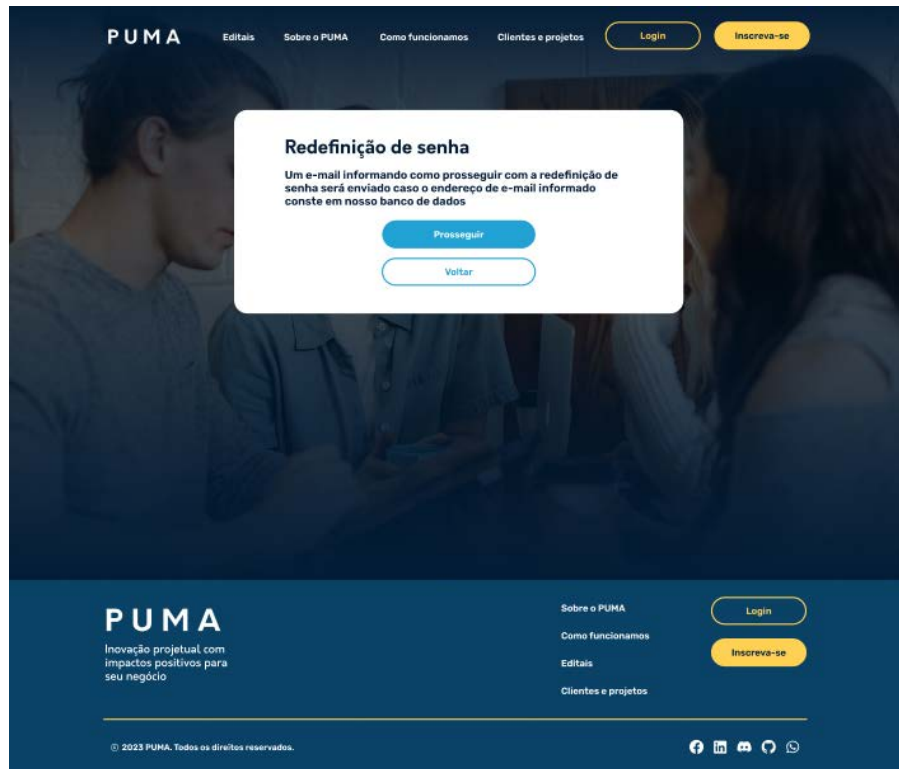 PUMA
Editais
Sobre o PUMA
Como funcionamos
Clientes e projetos
Login
Inscreva-se
Redefinição de senha
Um e-mail informando como prosseguir com a redefinição de
senha será enviado caso o endereço de e-mail informado
conste em nosso banco de dados
Prosseguir
Voltar
PUMA
Inovação projetual com
impactos positivos para
seu negócio
Sobre o PUMA
Como funcionamos
Editais
Clientes e projetos
Login
Inscreva-se
© 2023 PUMA. Todos os direitos reservados.